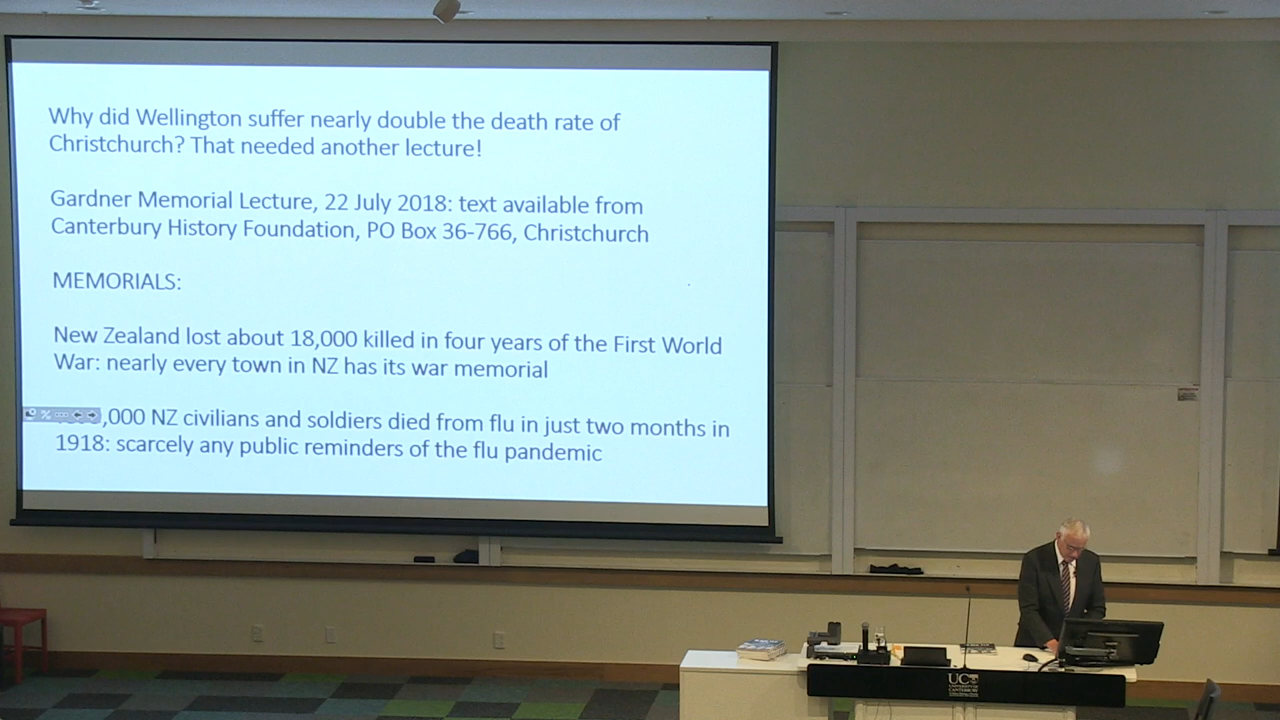 Why did Wellington suffer nearly double the death rate of
Christchurch? That needed another lecture!
Gardner Memorial Lecture, 22 July 2018: text available from
Canterbury History Foundation, PO Box 36-766, Christchurch
MEMORIALS:
New Zealand lost about 18,000 killed in four years of the First World
War: nearly every town in NZ has its war memorial
,000 NZ civilians and soldiers died from flu in just two months in
1918: scarcely any public reminders of the flu pandemic
UC
UNIVERSITY OF
CANTERBURY